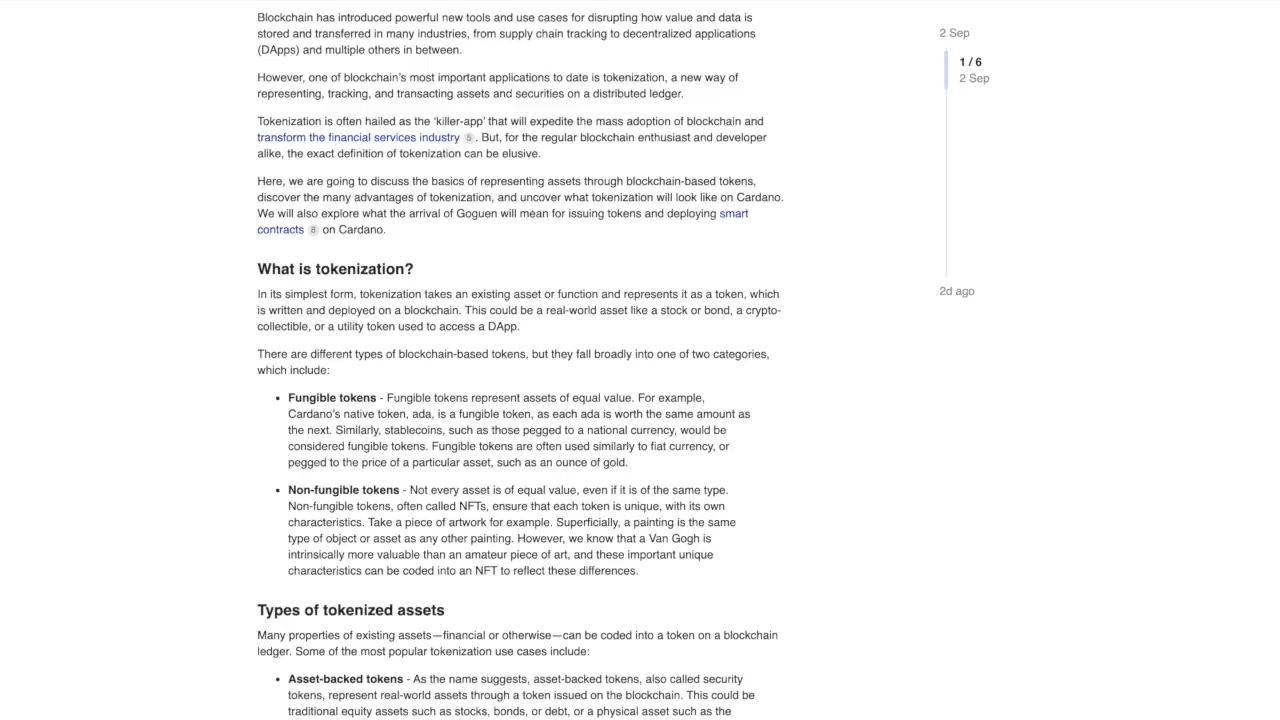 Blockchain has introduced powerful new tools and use cases for disrupting how value and data is
stored and transferred in many industries, from supply chain tracking to decentralized applications
(DApps) and multiple others in between.
However, one of blockchain's most important applications to date is tokenization, a new way of
representing, tracking, and transacting assets and securities on a distributed ledger.
Tokenization is often hailed as the 'killer-app' that will expedite the mass adoption of blockchain and
transform the financial services industry 5 . But, for the regular blockchain enthusiast and developer
alike, the exact definition of tokenization can be elusive.
Here, we are going to discuss the basics of representing assets through blockchain-based tokens,
discover the many advantages of tokenization, and uncover what tokenization will look like on Cardano.
We will also explore what the arrival of Goguen will mean for issuing tokens and deploying smart
contracts 8 on Cardano.
What is tokenization?
In its simplest form, tokenization takes an existing asset or function and represents it as a token, which
is written and deployed on a blockchain. This could be a real-world asset like a stock or bond, a crypto-
collectible, or a utility token used to access a DApp.
There are different types of blockchain-based tokens, but they fall broadly into one of two categories,
which include:
• Fungible tokens - Fungible tokens represent assets of equal value. For example,
Cardano's native token, ada, is a fungible token, as each ada is worth the same amount as
the next. Similarly, stablecoins, such as those pegged to a national currency, would be
considered fungible tokens. Fungible tokens are often used similarly to fiat currency, or
pegged to the price of a particular asset, such as an ounce of gold.
• Non-fungible tokens - Not every asset is of equal value, even if it is of the same type.
Non-fungible tokens, often called NFTs, ensure that each token is unique, with its own
characteristics. Take a piece of artwork for example. Superficially, a painting is the same
type of object or asset as any other painting. However, we know that a Van Gogh is
intrinsically more valuable than an amateur piece of art, and these important unique
characteristics can be coded into an NFT to reflect these differences.
Types of tokenized assets
Many properties of existing assets—financial or otherwise—can be coded into a token on a blockchain
ledger. Some of the most popular tokenization use cases include:
• Asset-backed tokens - As the name suggests, asset-backed tokens, also called security
tokens, represent real-world assets through a token issued on the blockchain. This could be
traditional equity assets such as stocks, bonds, or debt, or a physical asset such as the
2 Sep
1 / 6
2 Sep
2d ago